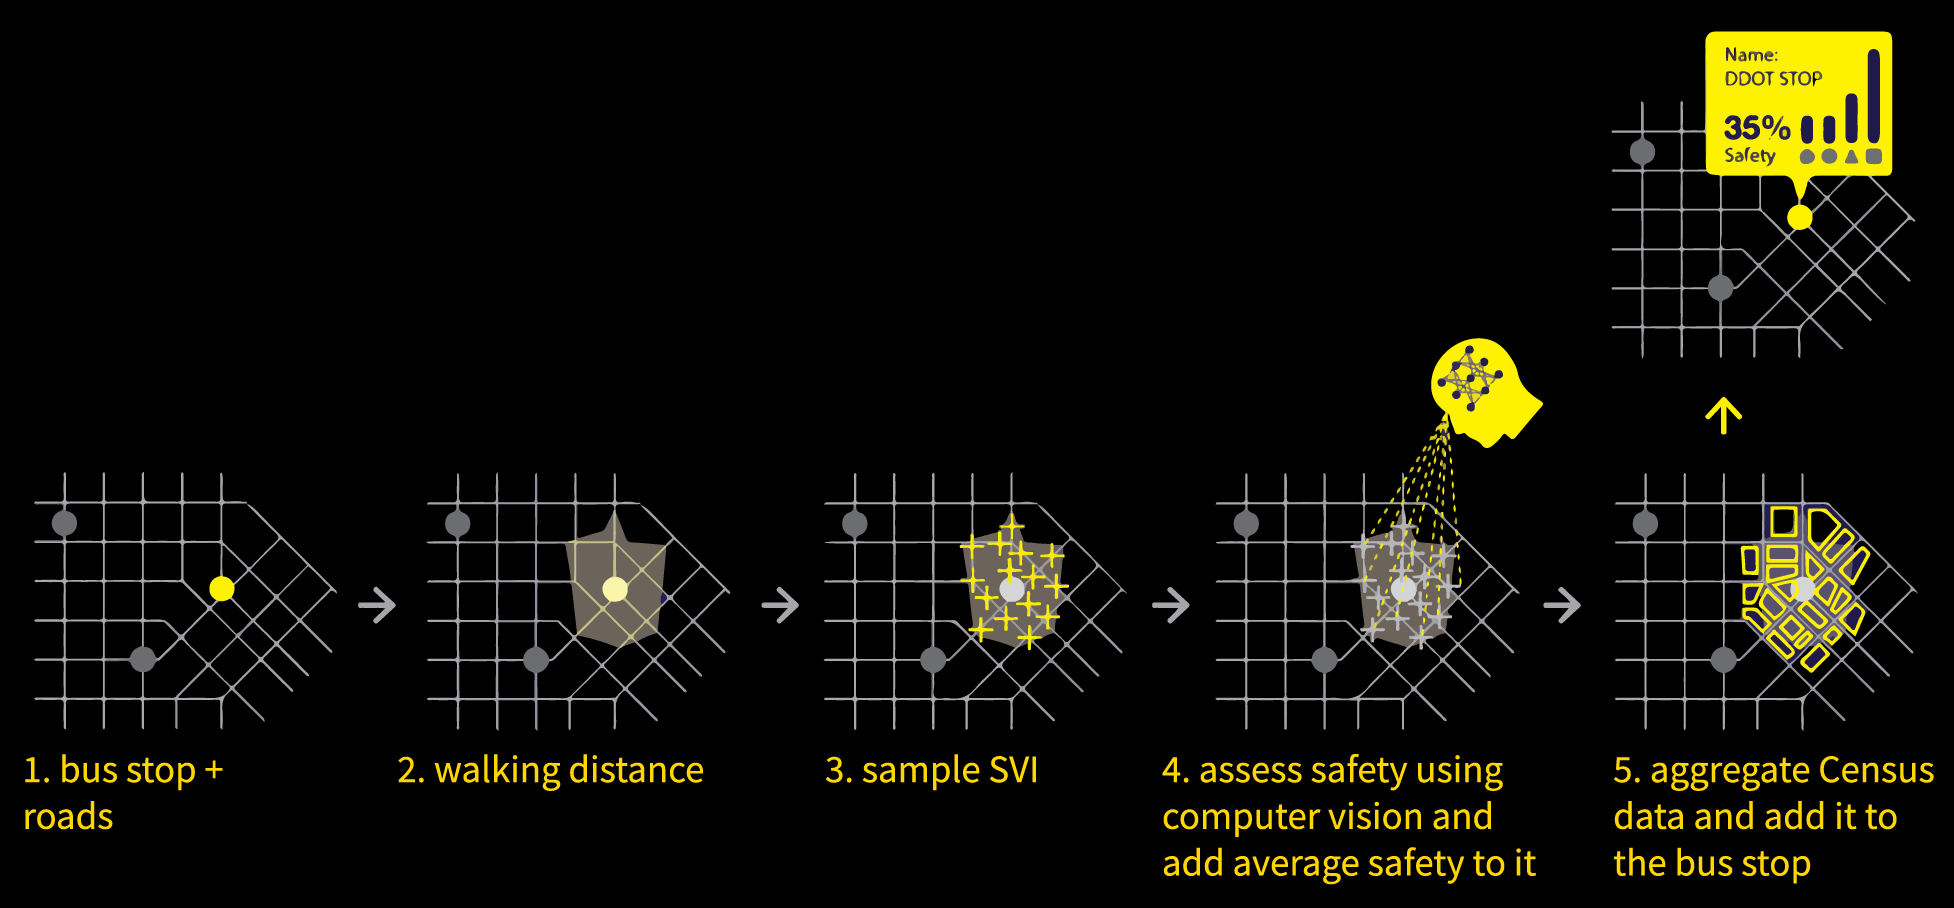 Name:
DDOT STOP
35%
Safety
1. bus stop +
roads
2. walking distance
3. sample SVI
4. assess safety using
computer vision and
add average safety to it
5. aggregate Census
data and add it to
the bus stop